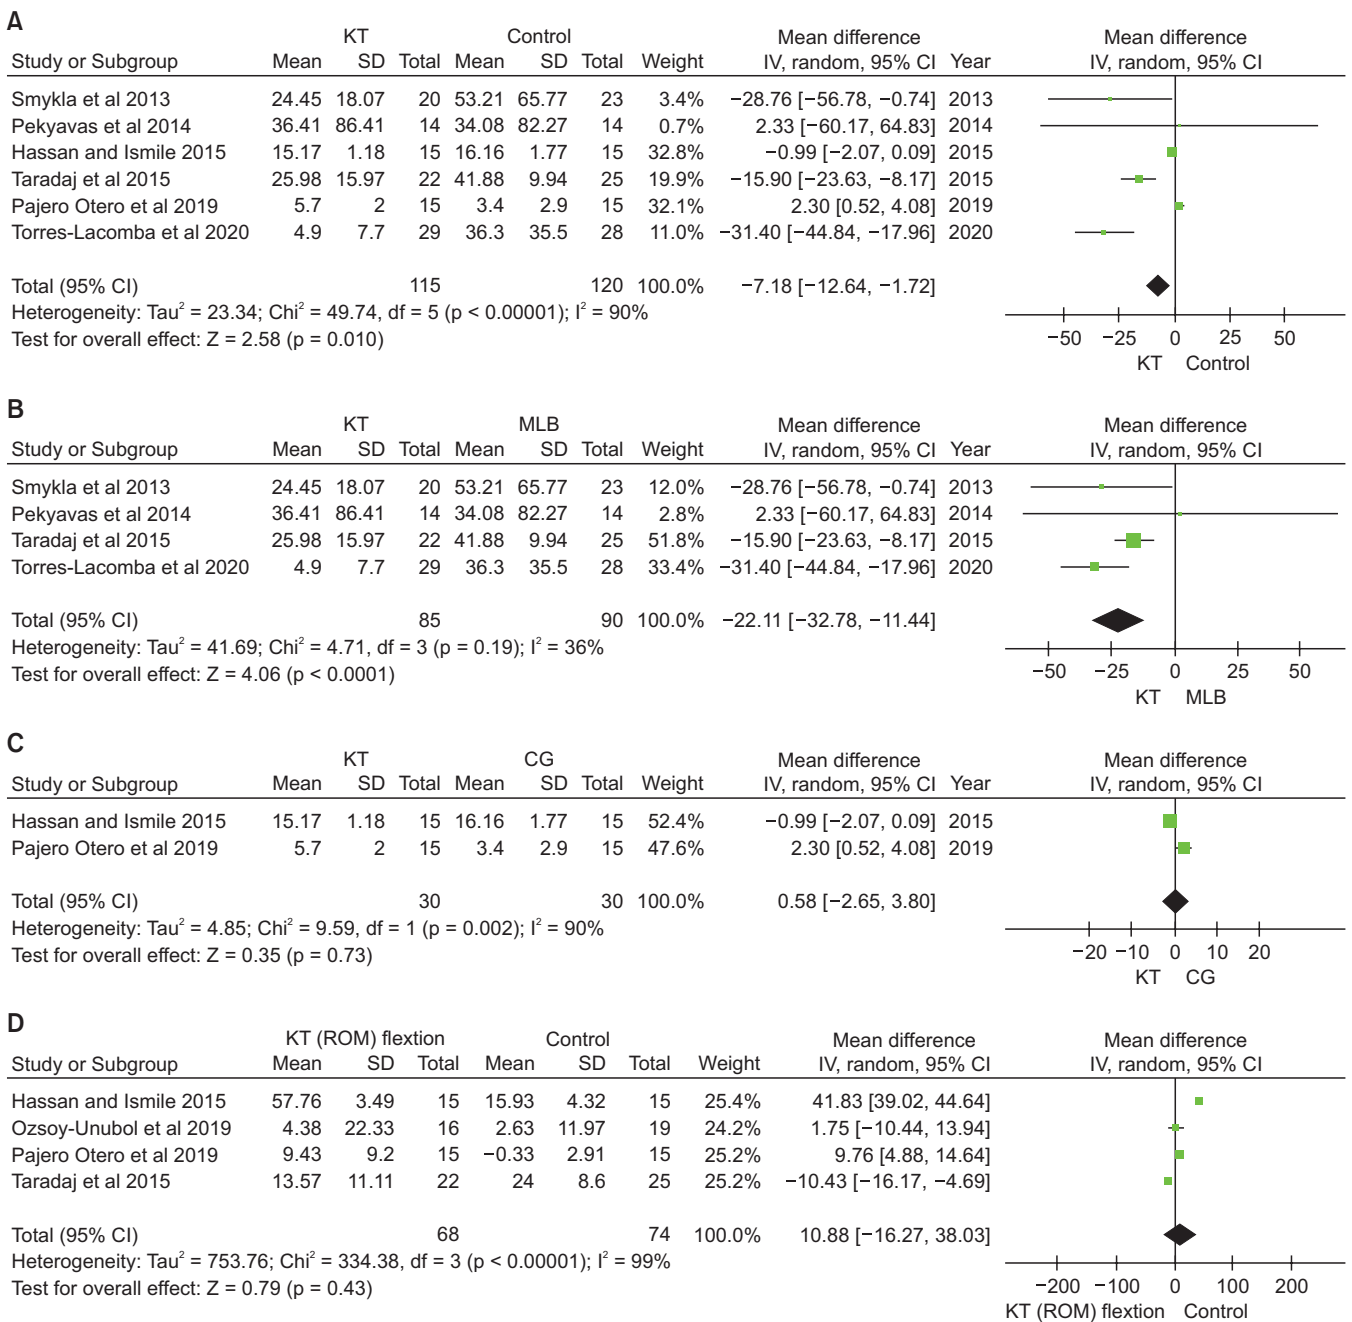 A
KT Control Mean difference Mean difference
Study or Subgroup Mean SD Total Mean SD Total Weight IV, random, 95% CI Year IV, random, 95% CI
Smykla et al 2013 24.45 18.07 20 53.21 65.77 23 3.4% −28.76 [−56.78, −0.74] 2013
Pekyavas et al 2014 36.41 86.41 14 34.08 82.27 14 0.7% 2.33 [−60.17, 64.83] 2014
Hassan and Ismile 2015 15.17 1.18 15 16.16 1.77 15 32.8% −0.99 [−2.07, 0.09] 2015
Taradaj et al 2015 25.98 15.97 22 41.88 9.94 25 19.9% −15.90 [−23.63, −8.17] 2015
Pajero Otero et al 2019 5.7 2 15 3.4 2.9 15 32.1% 2.30 [0.52, 4.08] 2019
Torres-Lacomba et al 2020 4.9 7.7 29 36.3 35.5 28 11.0% −31.40 [−44.84, −17.96] 2020
Total (95% CI) 115 120 100.0% −7.18 [−12.64, −1.72]
Heterogeneity: Tau² = 23.34; Chi² = 49.74, df = 5 (p < 0.00001); I² = 90%
Test for overall effect: Z = 2.58 (p = 0.010)
−50 −25 0 25 50
KT Control
B
KT MLB Mean difference Mean difference
Study or Subgroup Mean SD Total Mean SD Total Weight IV, random, 95% CI Year IV, random, 95% CI
Smykla et al 2013 24.45 18.07 20 53.21 65.77 23 12.0% −28.76 [−56.78, −0.74] 2013
Pekyavas et al 2014 36.41 86.41 14 34.08 82.27 14 2.8% 2.33 [−60.17, 64.83] 2014
Taradaj et al 2015 25.98 15.97 22 41.88 9.94 25 51.8% −15.90 [−23.63, −8.17] 2015
Torres-Lacomba et al 2020 4.9 7.7 29 36.3 35.5 28 33.4% −31.40 [−44.84, −17.96] 2020
Total (95% CI) 85 90 100.0% −22.11 [−32.78, −11.44]
Heterogeneity: Tau² = 41.69; Chi² = 4.71, df = 3 (p = 0.19); I² = 36%
Test for overall effect: Z = 4.06 (p < 0.0001)
−50 −25 0 25 50
KT MLB
C
KT CG Mean difference Mean difference
Study or Subgroup Mean SD Total Mean SD Total Weight IV, random, 95% CI Year IV, random, 95% CI
Hassan and Ismile 2015 15.17 1.18 15 16.16 1.77 15 52.4% −0.99 [−2.07, 0.09] 2015
Pajero Otero et al 2019 5.7 2 15 3.4 2.9 15 47.6% 2.30 [0.52, 4.08] 2019
Total (95% CI) 30 30 100.0% 0.58 [−2.65, 3.80]
Heterogeneity: Tau² = 4.85; Chi² = 9.59, df = 1 (p = 0.002); I² = 90%
Test for overall effect: Z = 0.35 (p = 0.73)
−20 −10 0 10 20
KT CG
D
KT (ROM) flextion Control Mean difference Mean difference
Study or Subgroup Mean SD Total Mean SD Total Weight IV, random, 95% CI IV, random, 95% CI
Hassan and Ismile 2015 57.76 3.49 15 15.93 4.32 15 25.4% 41.83 [39.02, 44.64]
Ozsoy-Unubol et al 2019 4.38 22.33 16 2.63 11.97 19 24.2% 1.75 [−10.44, 13.94]
Pajero Otero et al 2019 9.43 9.2 15 −0.33 2.91 15 25.2% 9.76 [4.88, 14.64]
Taradaj et al 2015 13.57 11.11 22 24 8.6 25 25.2% −10.43 [−16.17, −4.69]
Total (95% CI) 68 74 100.0% 10.88 [−16.27, 38.03]
Heterogeneity: Tau² = 753.76; Chi² = 334.38, df = 3 (p < 0.00001); I² = 99%
Test for overall effect: Z = 0.79 (p = 0.43)
−200 −100 0 100 200
KT (ROM) flextion Control